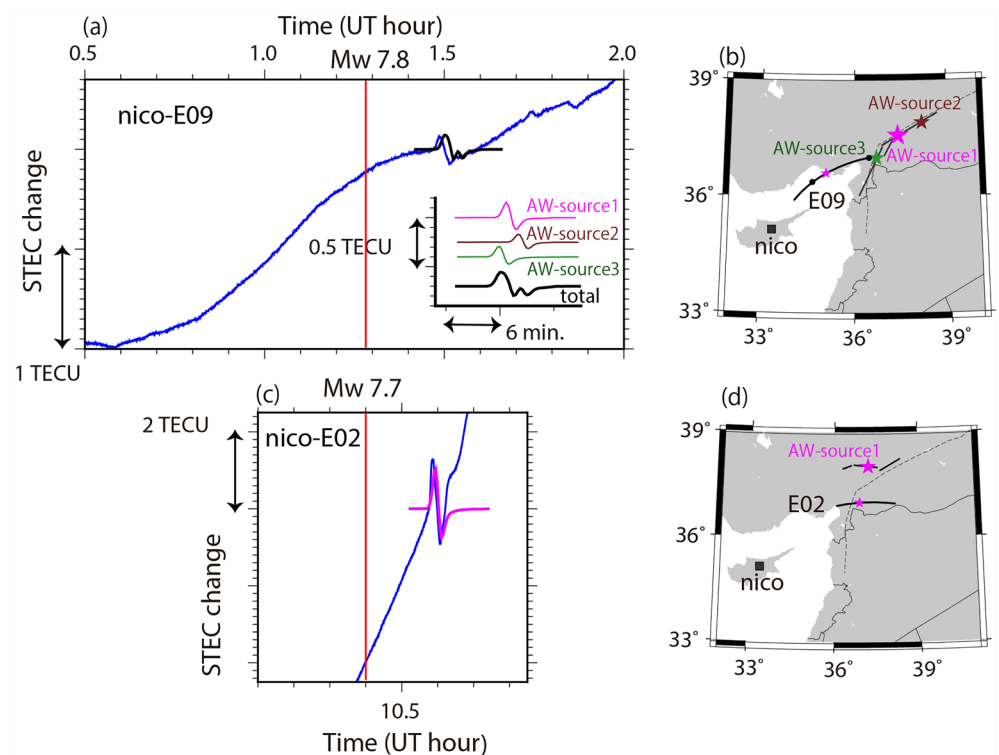 (a)
Time (UT hour)
0.5
1.0
1.5
2.0
Mw 7.8
nico-E09
STEC change
1 TECU
0.5 TECU
AW-source1
AW-source2
AW-source3
total
6 min.
(b)
39°
36°
33°
AW-source2
AW-source3
AW-source1
E09
nico
33°
36°
39°
(c)
Mw 7.7
2 TECU
nico-E02
STEC change
10.5
Time (UT hour)
(d)
39°
36°
33°
AW-source1
E02
nico
33°
36°
39°